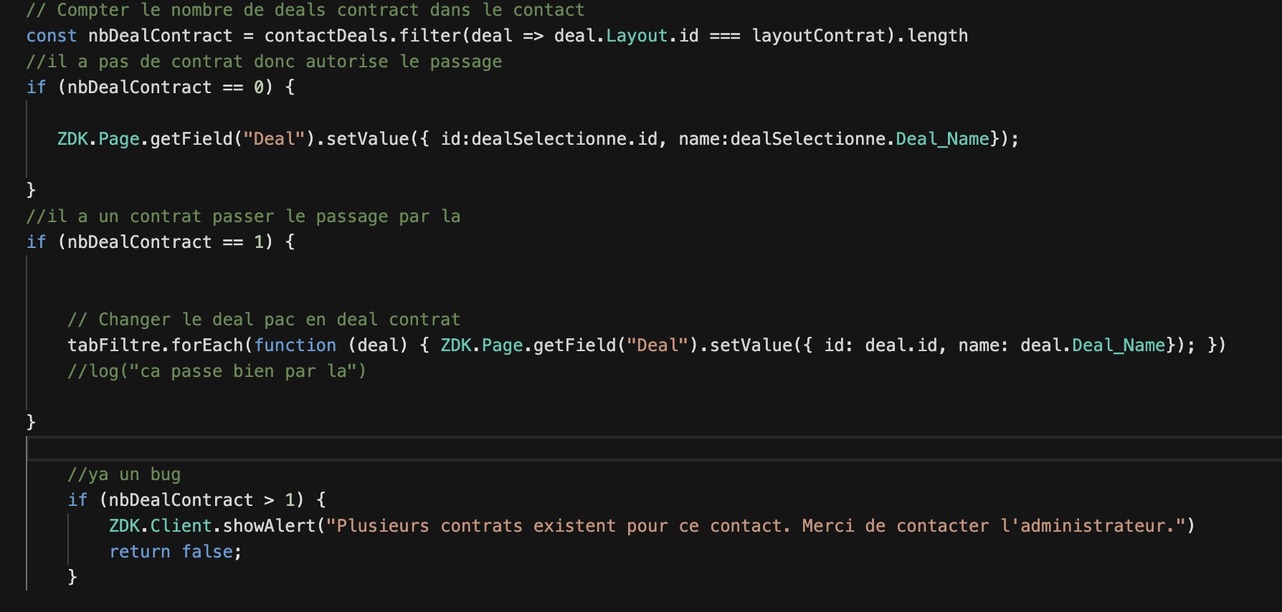 // Compter le nombre de deals contract dans le contact
const nbDealContract = contactDeals.filter(deal => deal.Layout.id === layoutContrat).length
//il a pas de contrat donc autorise le passage
if (nbDealContract == 0) {
ZDK.Page.getField("Deal").setValue({ id:dealSelectionne.id, name:dealSelectionne.Deal_Name});
}
//il a un contrat passer le passage par la
if (nbDealContract == 1) {
// Changer le deal pac en deal contrat
tabFiltre.forEach(function (deal) { ZDK.Page.getField("Deal").setValue({ id: deal.id, name: deal.Deal_Name}); })
//log("ca passe bien par la")
}
//ya un bug
if (nbDealContract > 1) {
ZDK.Client.showAlert("Plusieurs contrats existent pour ce contact. Merci de contacter l'administrateur.")
return false;
}